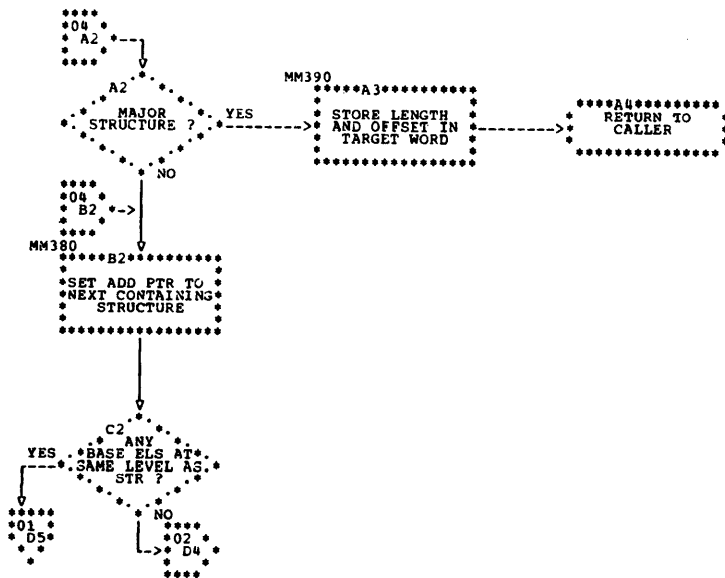 04
A2
A2
MAJOR
STRUCTURE ?
YES
NO
MM390
A3
STORE LENGTH
AND OFFSET IN
TARGET WORD
A4
RETURN TO
CALLER
04
B2
MM380
B2
SET ADD PTR TO
NEXT CONTAINING
STRUCTURE
C2
ANY
BASE ELS AT
SAME LEVEL AS
STR ?
YES
NO
01
D5
02
D4